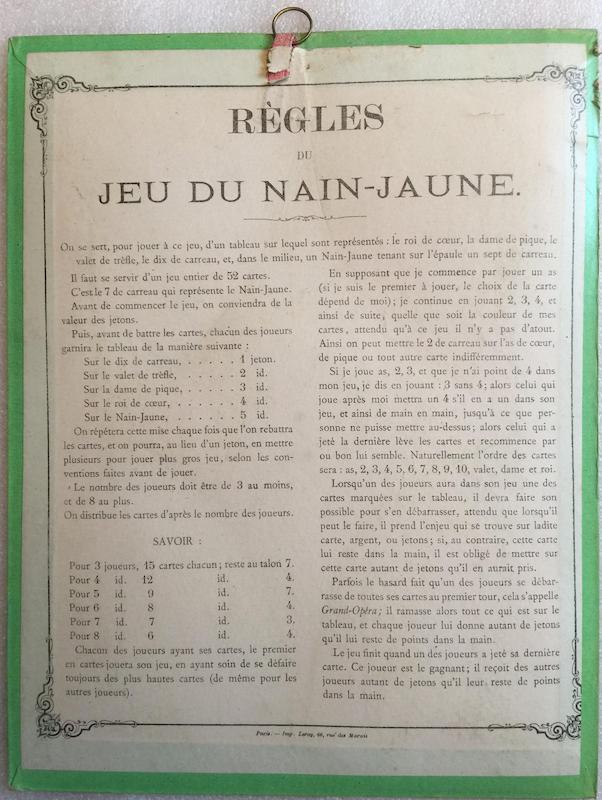 RÈGLES
DU
JEU DU NAIN-JAUNE.
On se sert, pour jouer à ce jeu, d'un tableau sur lequel sont représentés : le roi de cœur, la dame de pique, le
valet de trèfle, le dix de carreau, et, dans le milieu, un Nain-Jaune tenant sur l'épaule un sept de carreau.
Il faut se servir d'un jeu entier de 52 cartes.
C'est le 7 de carreau qui représente le Nain-Jaune.
Avant de commencer le jeu, on conviendra de la
valeur des jetons.
Puis, avant de battre les cartes, chacun des joueurs
garnira le tableau de la manière suivante :
Sur le dix de carreau, . . . . . 1 jeton.
Sur le valet de trèfle, . . . . . 2 id.
Sur la dame de pique, . . . . . 3 id.
Sur le roi de cœur, . . . . . . 4 id.
Sur le Nain-Jaune, . . . . . . 5 id.
On répétera cette mise chaque fois que l'on rebattra
les cartes, et on pourra, au lieu d'un jeton, en mettre
plusieurs pour jouer plus gros jeu, selon les con-
ventions faites avant de jouer.
Le nombre des joueurs doit être de 3 au moins,
et de 8 au plus.
On distribue les cartes d'après le nombre des joueurs.
SAVOIR :
Pour 3 joueurs, 15 cartes chacun ; reste au talon 7.
Pour 4 id. 12 id. 4.
Pour 5 id. 9 id. 7.
Pour 6 id. 8 id. 4.
Pour 7 id. 7 id. 3.
Pour 8 id. 6 id. 4.
Chacun des joueurs ayant ses cartes, le premier
en cartes jouera son jeu, en ayant soin de se défaire
toujours des plus hautes cartes (de même pour les
autres joueurs).
En supposant que je commence par jouer un as
(si je suis le premier à jouer, le choix de la carte
dépend de moi) ; je continue en jouant 2, 3, 4, et
ainsi de suite, quelle que soit la couleur de mes
cartes, attendu qu'à ce jeu il n'y a pas d'atout.
Ainsi on peut mettre le 2 de carreau sur l'as de cœur,
de pique ou tout autre carte indifféremment.
Si je joue as, 2, 3, et que je n'ai point de 4 dans
mon jeu, je dis en jouant : 3 sans 4 ; alors celui qui
joue après moi mettra un 4 s'il en a un dans son
jeu, et ainsi de main en main, jusqu'à ce que per-
sonne ne puisse mettre au-dessus ; alors celui qui a
jeté la dernière lève les cartes et recommence par
ou bon lui semble. Naturellement l'ordre des cartes
sera : as, 2, 3, 4, 5, 6, 7, 8, 9, 10, valet, dame et roi.
Lorsqu'un des joueurs aura dans son jeu une des
cartes marquées sur le tableau, il devra faire son
possible pour s'en débarrasser, attendu que lorsqu'il
peut le faire, il prend l'enjeu qui se trouve sur ladite
carte, argent, ou jetons ; si, au contraire, cette carte
lui reste dans la main, il est obligé de mettre sur
cette carte autant de jetons qu'il en aurait pris.
Parfois le hasard fait qu'un des joueurs se débar-
rasse de toutes ses cartes au premier tour, cela s'appelle
Grand-Opéra ; il ramasse alors tout ce qui est sur le
tableau, et chaque joueur lui donne autant de jetons
qu'il lui reste de points dans la main.
Le jeu finit quand un des joueurs a jeté sa dernière
carte. Ce joueur est le gagnant ; il reçoit des autres
joueurs autant de jetons qu'il leur reste de points
dans la main.
Paris. — Imp. Leroy, 66, rue des Marais